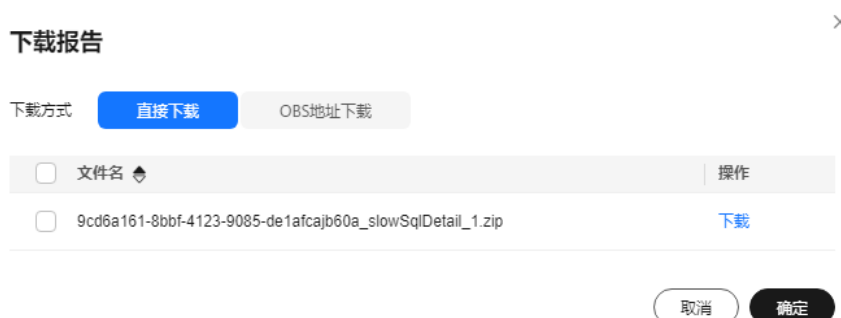 下载报告
下载方式 直接下载 OBS地址下载
文件名 操作
9cd6a161-8bbf-4123-9085-de1afcajb60a_slowSqlDetail_1.zip 下载
取消 确定